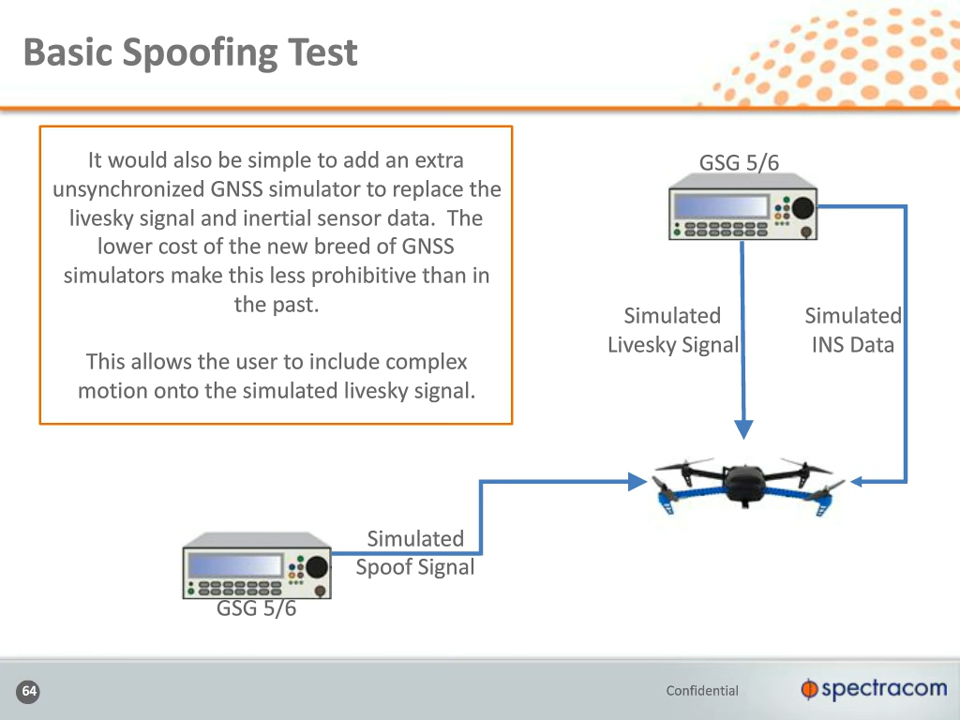 Basic Spoofing Test
It would also be simple to add an extra
unsynchronized GNSS simulator to replace the
livesky signal and inertial sensor data.  The
lower cost of the new breed of GNSS
simulators make this less prohibitive than in
the past.
This allows the user to include complex
motion onto the simulated livesky signal.
GSG 5/6
Simulated
Livesky Signal
Simulated
INS Data
Simulated
Spoof Signal
GSG 5/6
64
Confidential
spectracom